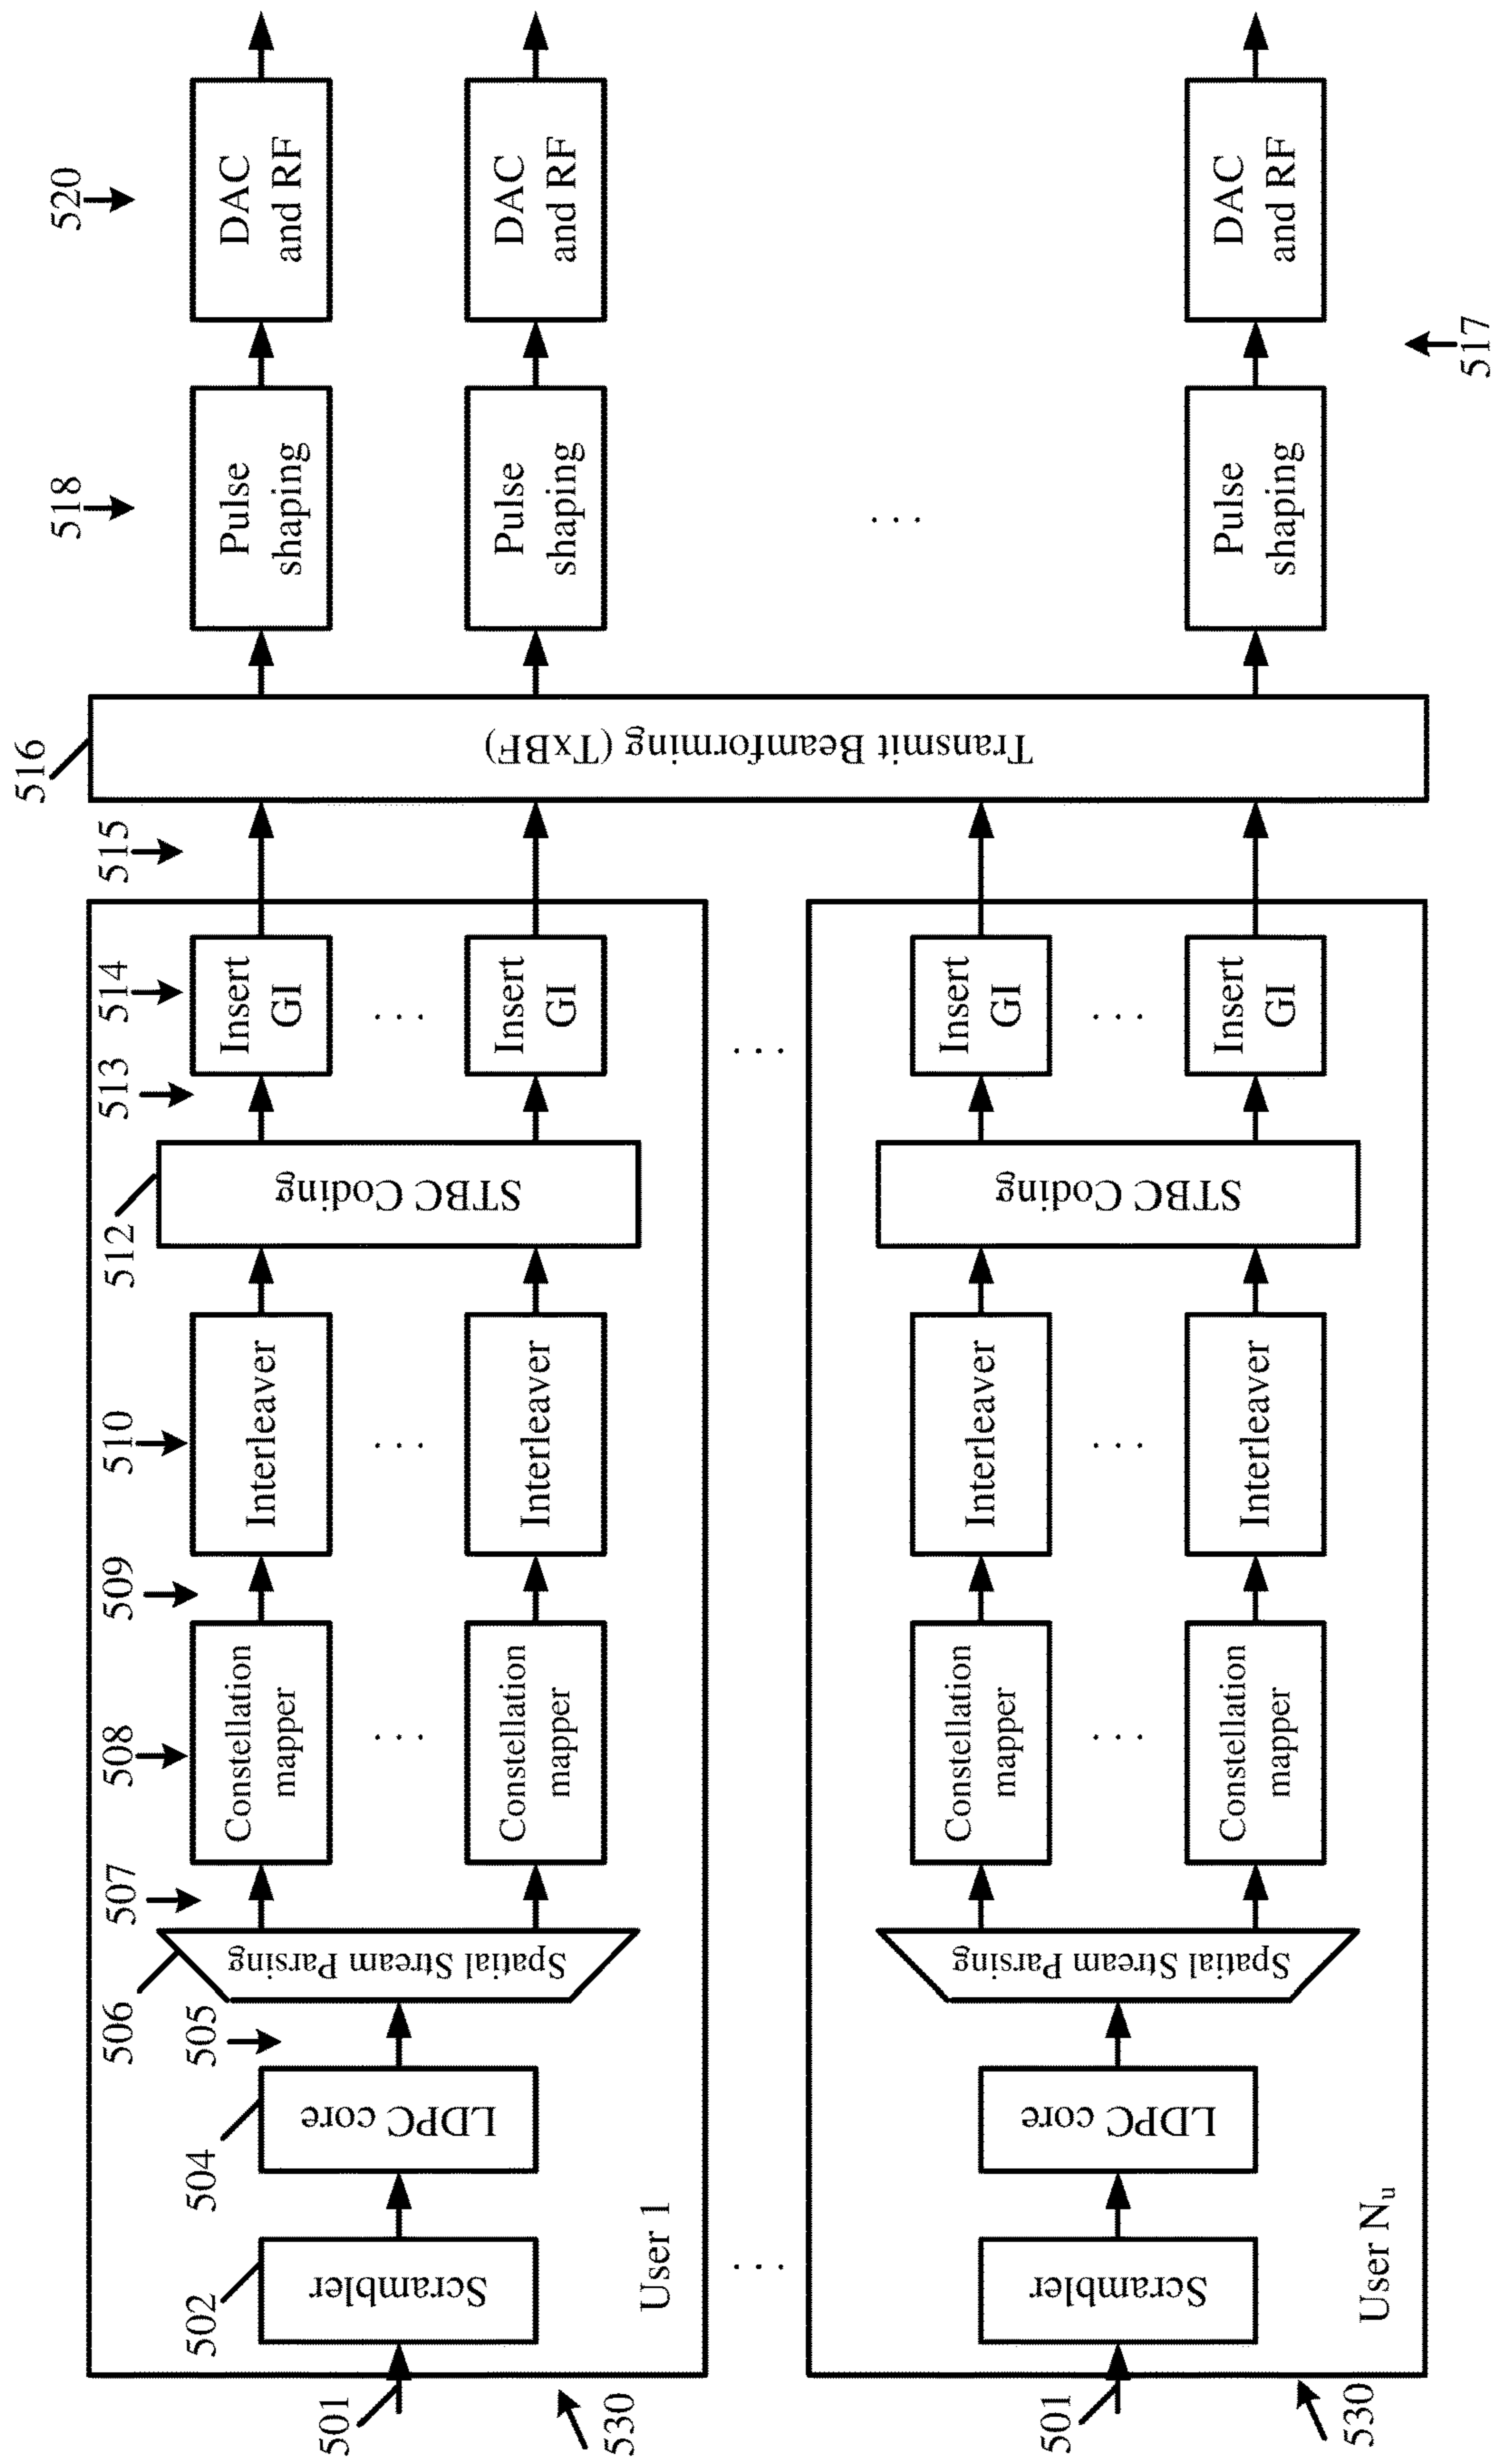 501
502
Scrambler
504
LDPC core
505
506
Spatial Stream Parsing
507
508
Constellation
mapper
...
Constellation
mapper
509
510
Interleaver
...
Interleaver
512
STBC Coding
513
514
Insert
GI
...
Insert
GI
User 1
530
...
...
501
Scrambler
LDPC core
Spatial Stream Parsing
Constellation
mapper
...
Constellation
mapper
Interleaver
...
Interleaver
STBC Coding
Insert
GI
...
Insert
GI
User Nu
530
515
516
Transmit Beamforming (TxBF)
518
Pulse
shaping
Pulse
shaping
...
Pulse
shaping
520
DAC
and RF
DAC
and RF
DAC
and RF
517